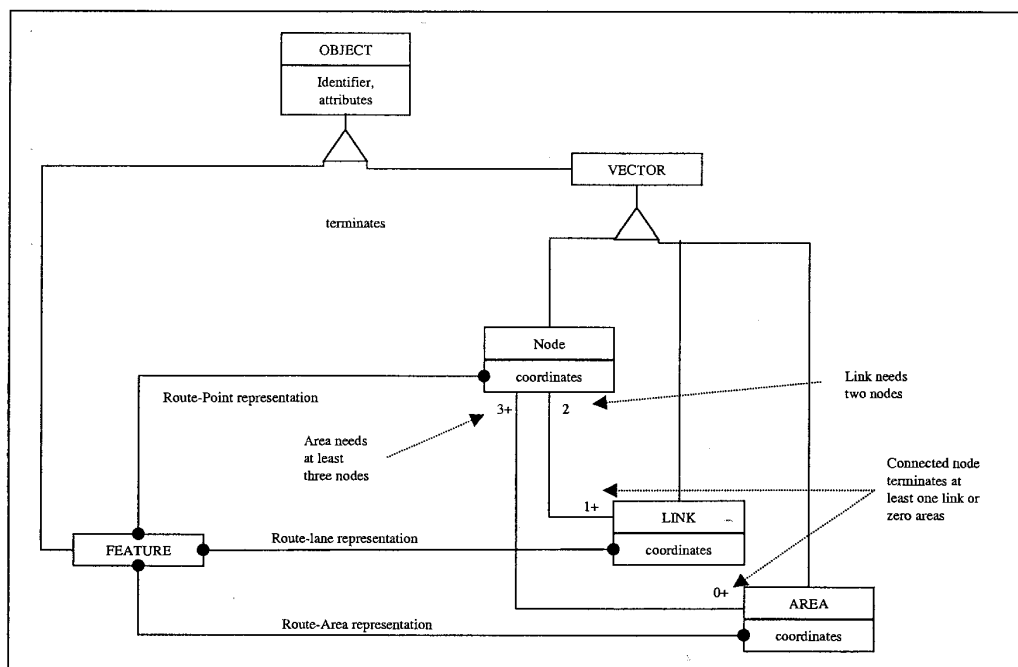 OBJECT
Identifier,
attributes
VECTOR
terminates
Node
coordinates
Route-Point representation
3+
2
Link needs
two nodes
Area needs
at least
three nodes
Connected node
terminates at
least one link or
zero areas
1+
LINK
coordinates
FEATURE
Route-lane representation
0+
AREA
coordinates
Route-Area representation